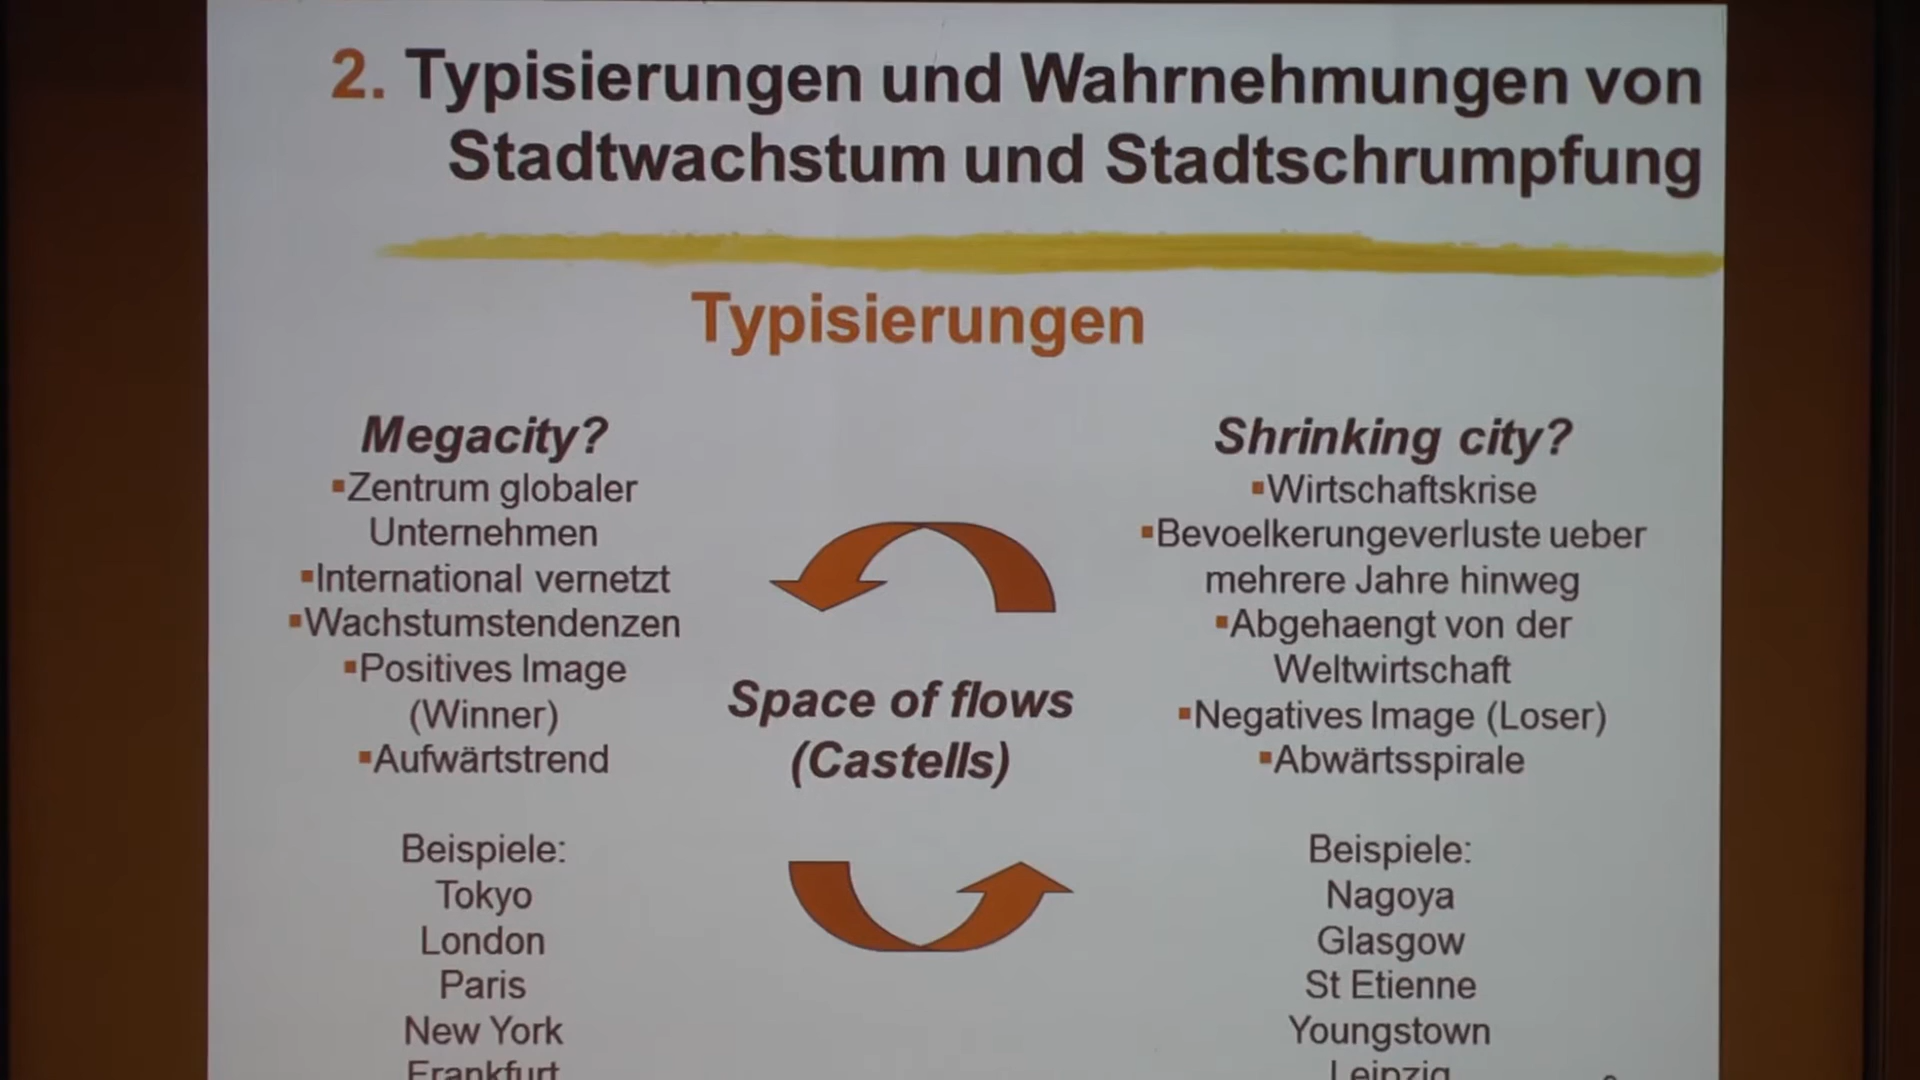 2. Typisierungen und Wahrnehmungen von
Stadtwachstum und Stadtschrumpfung
Typisierungen
Megacity?
▪Zentrum globaler
Unternehmen
▪International vernetzt
▪Wachstumstendenzen
▪Positives Image
(Winner)
▪Aufwärtstrend
Beispiele:
Tokyo
London
Paris
New York
Frankfurt
Space of flows
(Castells)
Shrinking city?
▪Wirtschaftskrise
▪Bevoelkerungeverluste ueber
mehrere Jahre hinweg
▪Abgehaengt von der
Weltwirtschaft
▪Negatives Image (Loser)
▪Abwärtsspirale
Beispiele:
Nagoya
Glasgow
St Etienne
Youngstown
Leipzig